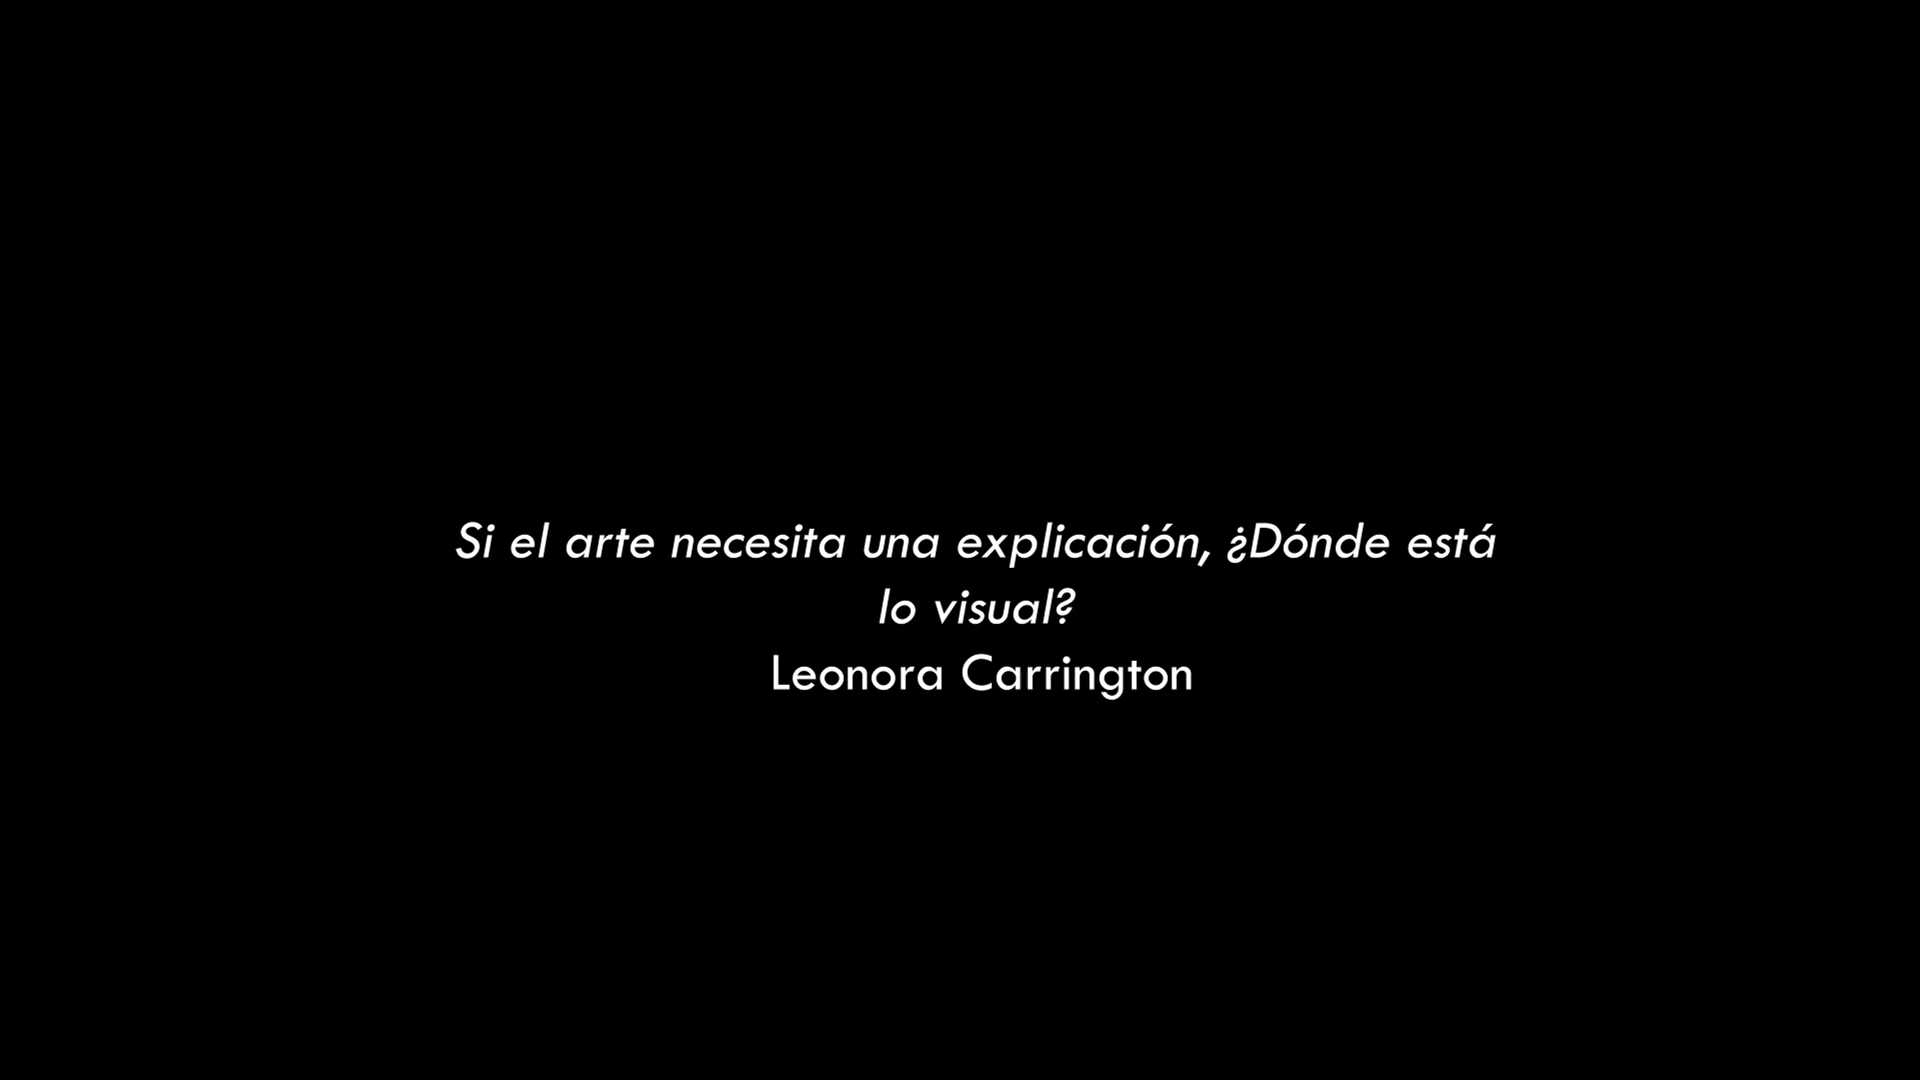 Si el arte necesita una explicación, ¿Dónde está
lo visual?
Leonora Carrington